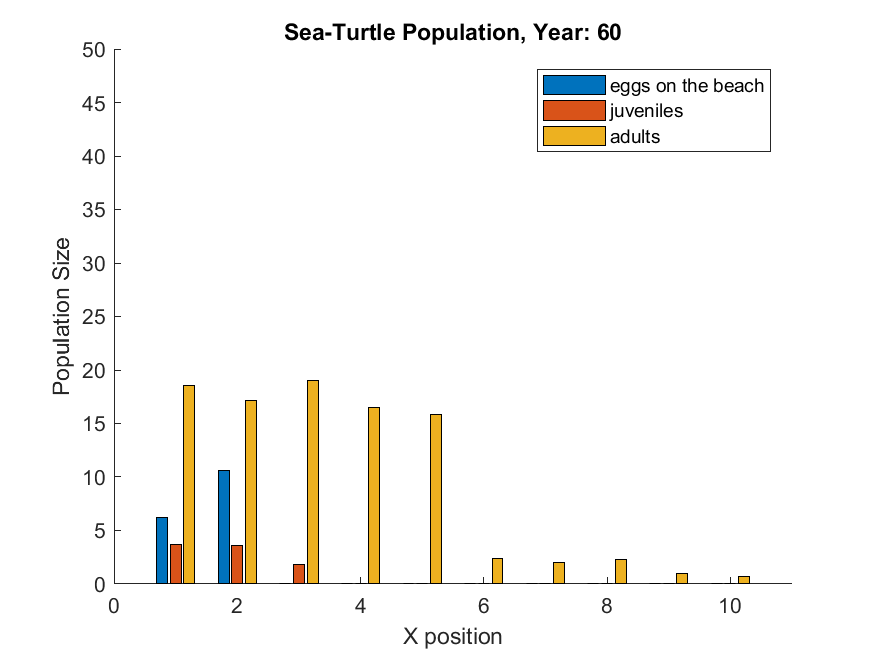 Sea-Turtle Population, Year: 60
50
45
40
35
30
25
20
15
10
5
0
Population Size
eggs on the beach
juveniles
adults
0 2 4 6 8 10
X position